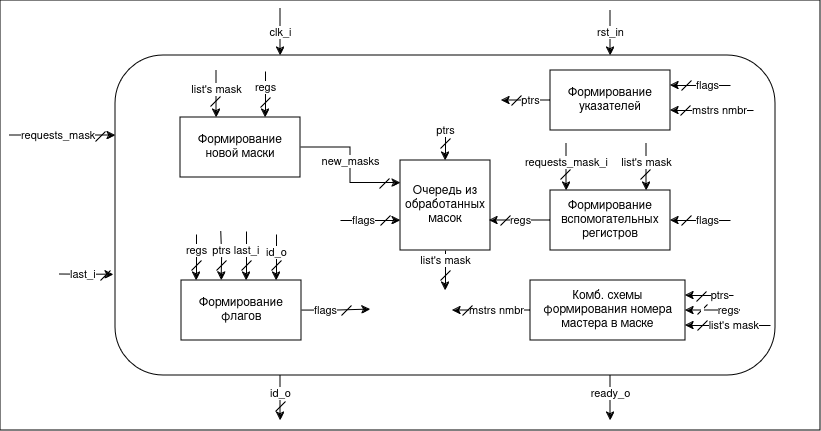 clk_i
rst_in
list's mask
regs
Формирование
указателей
flags
mstrs nmbr
ptrs
requests_mask
Формирование
новой маски
new_masks
ptrs
requests_mask_i
list's mask
Очередь из
обработанных
масок
flags
regs
Формирование
вспомогательных
регистров
flags
list's mask
regs
ptrs
last_i
id_o
last_i
Формирование
флагов
flags
mstrs nmbr
Комб. схемы
формирования номера
мастера в маске
ptrs
regs
list's mask
id_o
ready_o